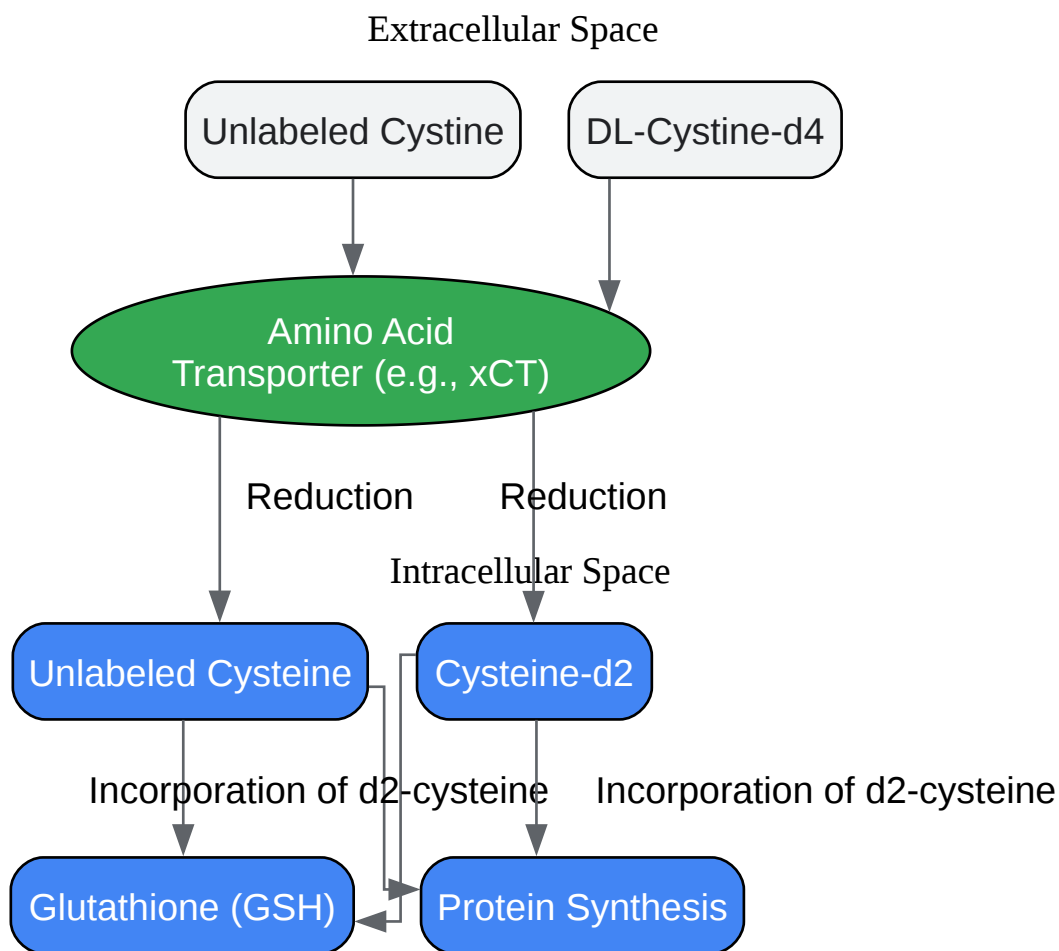 Extracellular Space
Unlabeled Cystine
DL-Cystine-d4
Amino Acid
Transporter (e.g., xCT)
Reduction
Reduction
Intracellular Space
Unlabeled Cysteine
Cysteine-d2
Incorporation of d2-cysteine
Incorporation of d2-cysteine
Glutathione (GSH)
Protein Synthesis